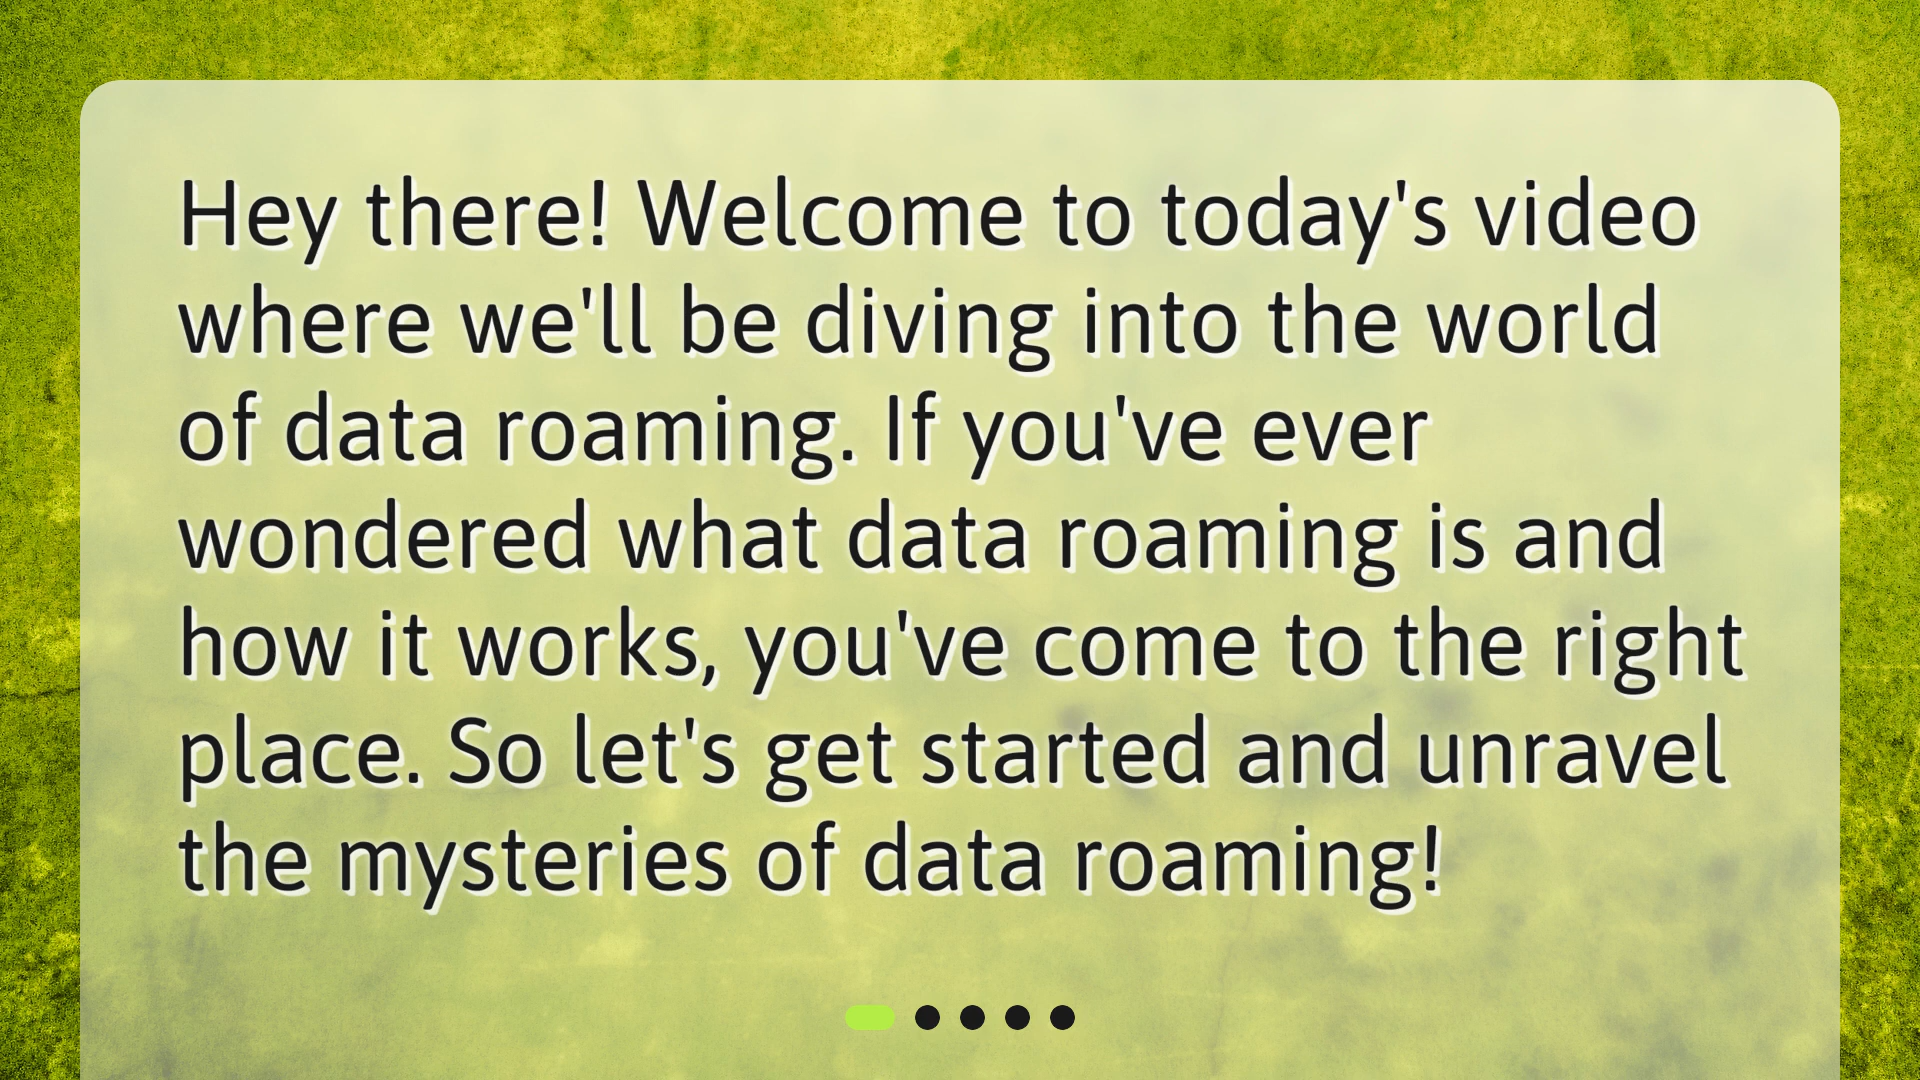 Hey there! Welcome to today's video
where we'll be diving into the world
of data roaming. If you've ever
wondered what data roaming is and
how it works, you've come to the right
place. So let's get started and unravel
the mysteries of data roaming!